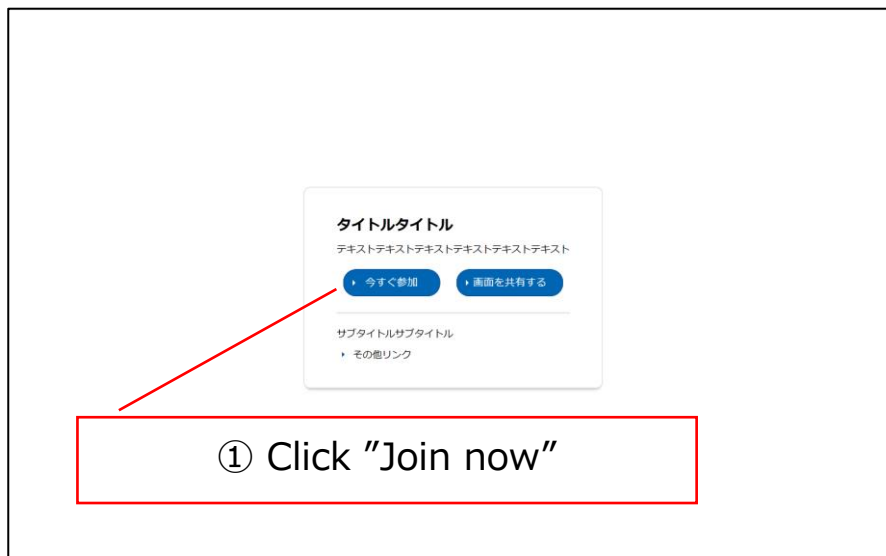 タイトルタイトル
テキストテキストテキストテキストテキストテキスト
今すぐ参加
画面を共有する
サブタイトルサブタイトル
その他リンク
① Click ”Join now”